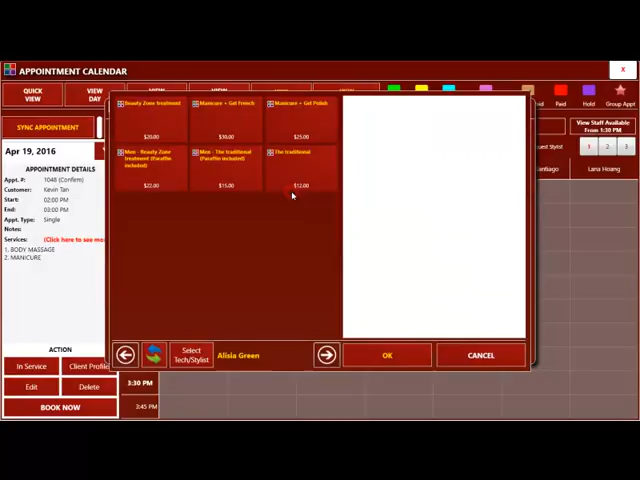 APPOINTMENT CALENDAR
x
QUICK VIEW
VIEW DAY
VIEW
VIEW
Paid
Hold
Group Appt
SYNC APPOINTMENT
View Staff Available
From 1:30 PM
1 2 3
Apr 19, 2016
Lana Hoang
APPOINTMENT DETAILS
Appt. #: 1048 (Confirm)
Customer: Kevin Tan
Start: 02:00 PM
End: 03:00 PM
Appt. Type: Single
Notes:
Services: (Click here to see mo
1. BODY MASSAGE
2. MANICURE
Beauty Zone treatment
$20.00
Manicure + Gel French
$30.00
Manicure + Gel Polish
$25.00
Men - Beauty Zone
treatment (Paraffin
included)
$22.00
Men - The traditional
(Paraffin included)
$15.00
The traditional
$12.00
Select
Tech/Stylist
Alisia Green
OK
CANCEL
ACTION
In Service
Client Profile
Edit
Delete
BOOK NOW
3:30 PM
3:45 PM